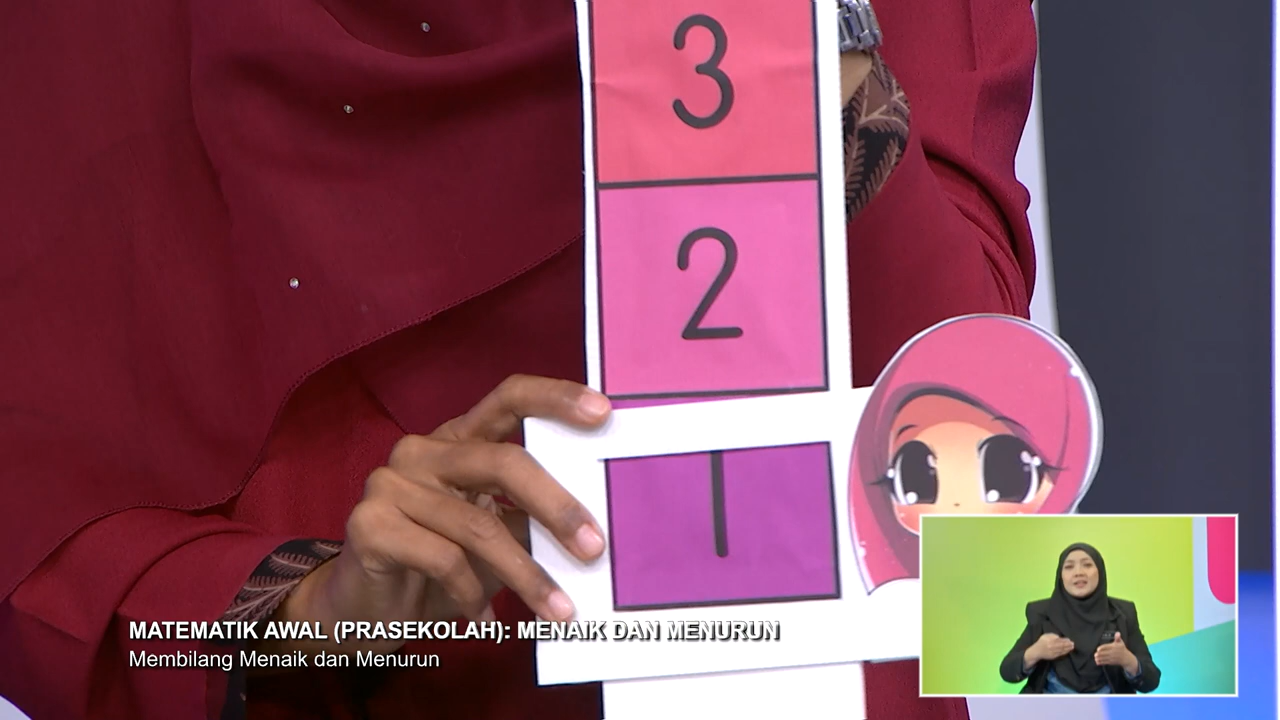 3
2
1
MATEMATIK AWAL (PRASEKOLAH): MENAIK DAN MENURUN
Membilang Menaik dan Menurun